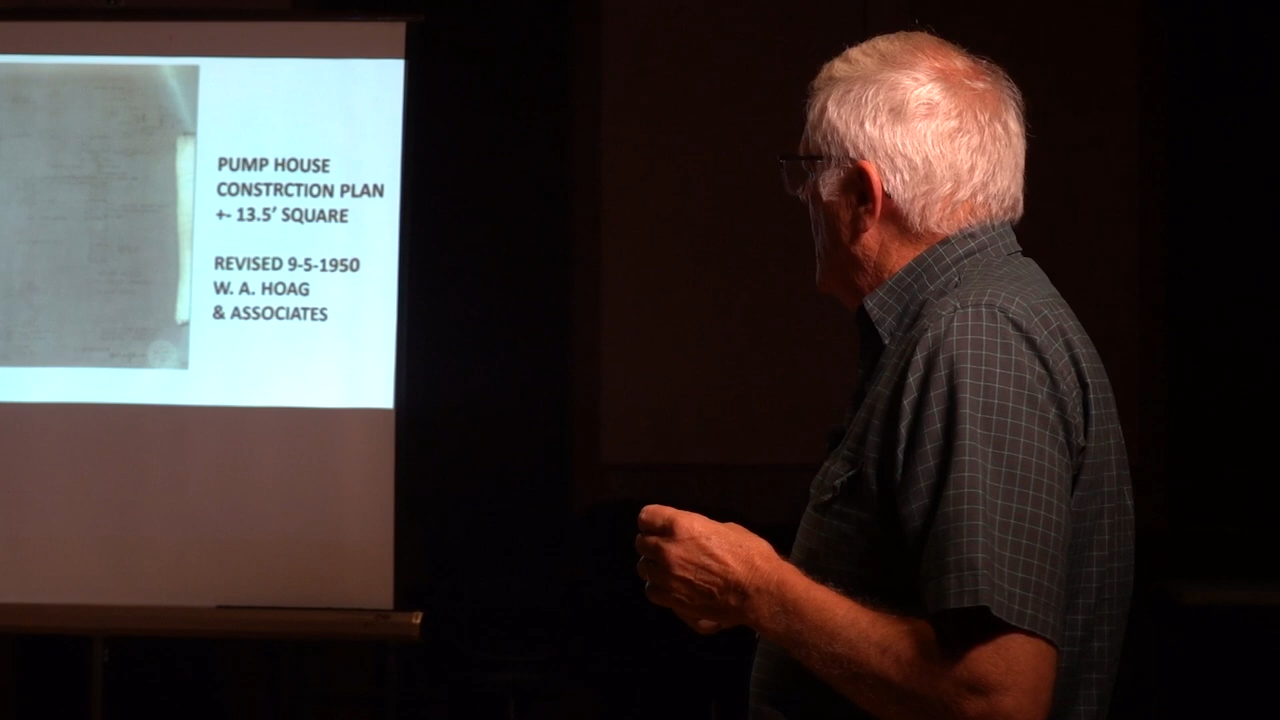 PUMP HOUSE
CONSTRCTION PLAN
+- 13.5' SQUARE
REVISED 9-5-1950
W. A. HOAG
& ASSOCIATES